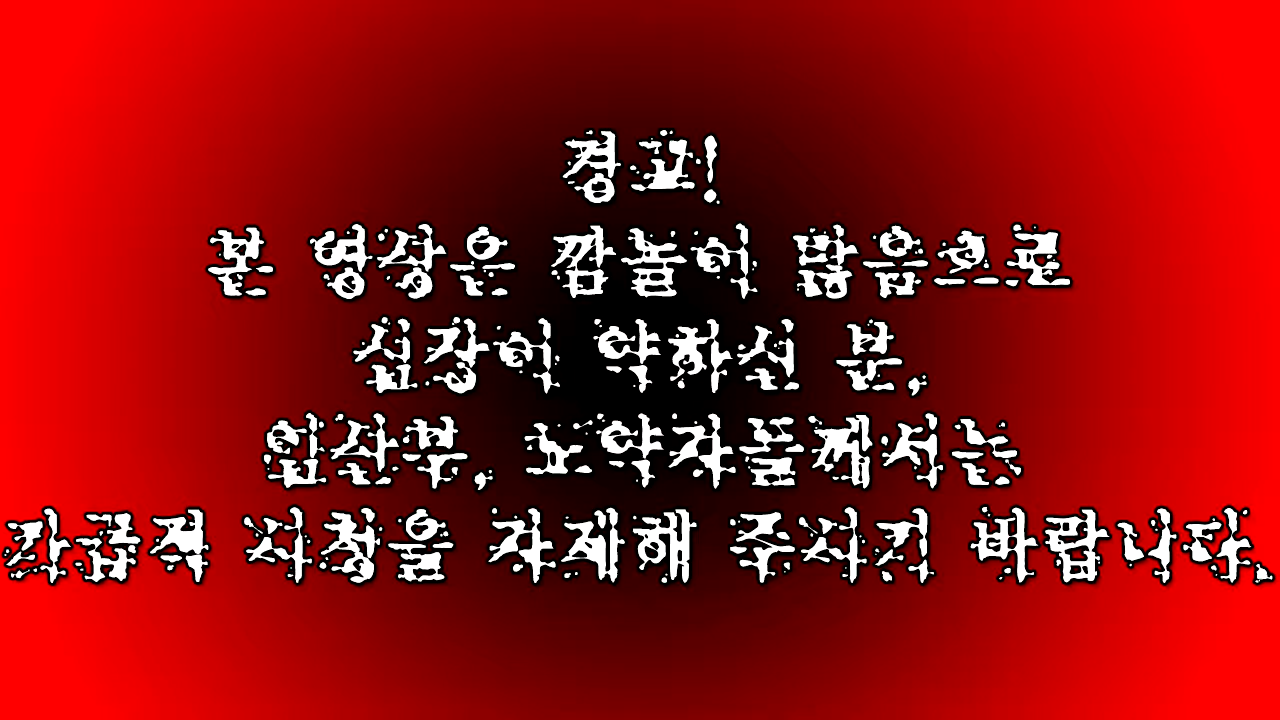 경고!
본 영상은 깜놀이 많음으로
심장이 약하신 분,
임산부, 노약자들께서는
가급적 시청을 자제해 주시기 바랍니다.